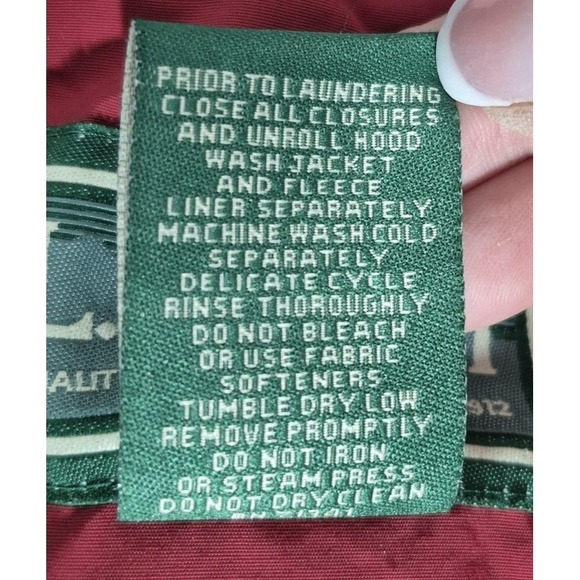 PRIOR TO LAUNDERING
CLOSE ALL CLOSURES
AND UNROLL HOOD
WASH JACKET
AND FLEECE
LINER SEPARATELY
MACHINE WASH COLD
SEPARATELY
DELICATE CYCLE
RINSE THOROUGHLY
DO NOT BLEACH
OR USE FABRIC
SOFTENERS
TUMBLE DRY LOW
REMOVE PROMPTLY
DO NOT IRON
OR STEAM PRESS
DO NOT DRY CLEAN
L.
ALIT
912